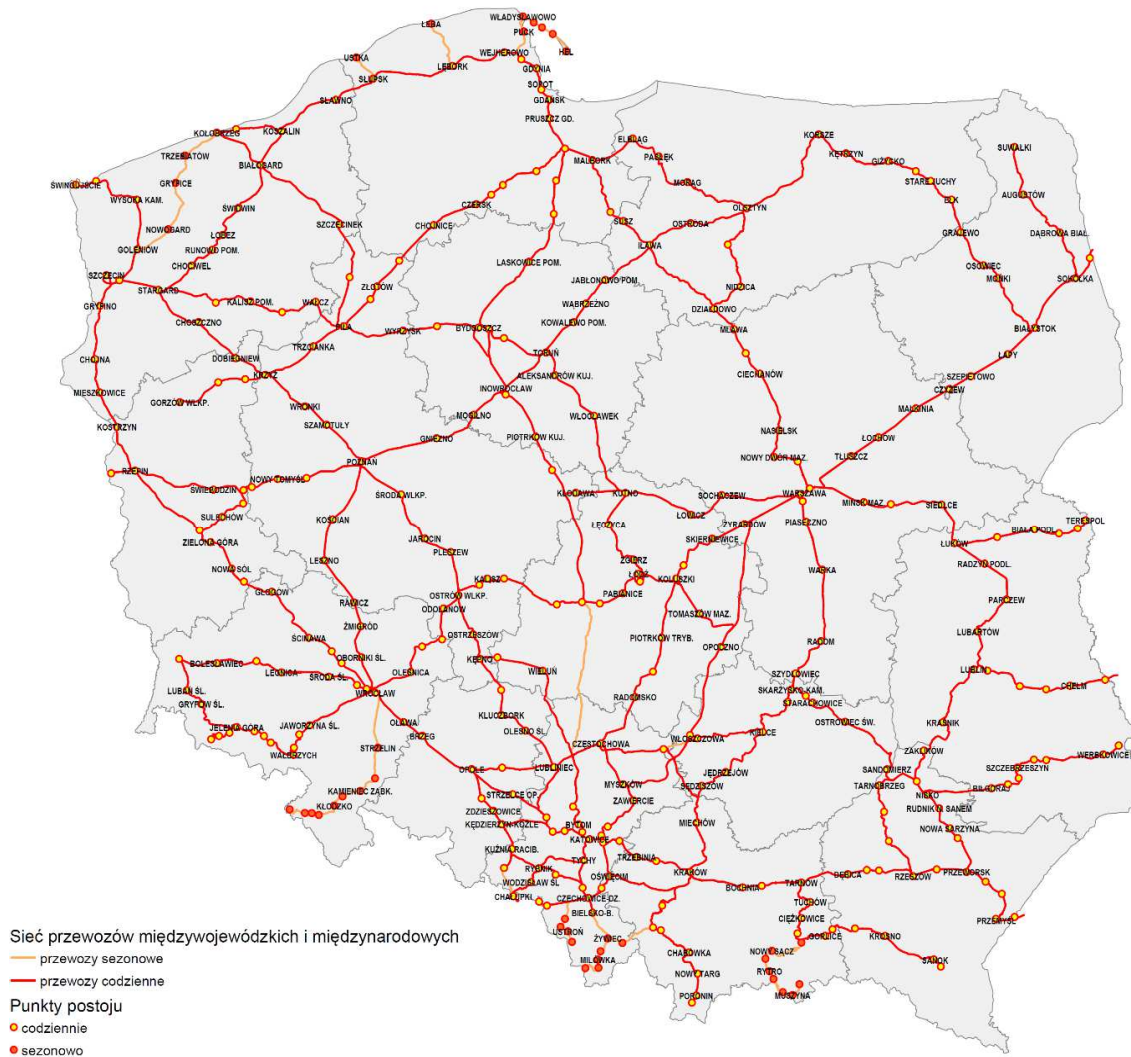 ŁEBA
WŁADYSŁAWOWO
PUCK
HEL
USTKA
WEJHEROWO
LĘBORK
GDYNIA
SŁUPSK
SOPOT
GDAŃSK
SŁAWNO
PRUSZCZ GD.
KOŁOBRZEG
KOSZALIN
ELBLĄG
KORSZE
TRZEBIATÓW
BIAŁOGARD
MALBORK
PASŁĘK
KĘTRZYN
GIŻYCKO
SUWAŁKI
ŚWINOUJŚCIE
GRYFICE
MORĄG
STARE JUCHY
WYSOKA KAM.
ŚWIDWIN
CZERSK
EŁK
AUGUSTÓW
NOWOGARD
SZCZECINEK
CHOJNICE
SUSZ
OSTRÓDA
OLSZTYN
ŁOBEZ
GRAJEWO
DĄBROWA BIAŁ.
GOLENIÓW
RUNOWO POM.
IŁAWA
CHOCIWEL
LASKOWICE POM.
OSOWIEC
SZCZECIN
ZŁOTÓW
JABŁONOWO POM.
NIDZICA
MOŃKI
SOKÓŁKA
STARGARD
KALISZ POM.
WAŁCZ
WĄBRZEŹNO
GRYFINO
DZIAŁDOWO
CHOSZCZNO
PIŁA
WYRZYSK
BYDGOSZCZ
KOWALEWO POM.
MŁAWA
BIAŁYSTOK
TRZCIANKA
CHOJNA
DOBIEGNIEW
TORUŃ
ŁAPY
KRZYŻ
ALEKSANDRÓW KUJ.
CIECHANÓW
SZEPIETOWO
MIESZKOWICE
INOWROCŁAW
CZYŻEW
GORZÓW WLKP.
WRONKI
MAŁKINIA
MOGILNO
WŁOCŁAWEK
KOSTRZYN
SZAMOTUŁY
NASIELSK
GNIEZNO
PIOTRKÓW KUJ.
ŁOCHÓW
POZNAŃ
NOWY DWÓR MAZ.
TŁUSZCZ
RZEPIN
NOWY TOMYŚL
ŚWIEBODZIN
ŚRODA WLKP.
KŁODAWA
KUTNO
SOCHACZEW
WARSZAWA
MIŃSK MAZ.
SIEDLCE
SULECHÓW
KOŚCIAN
ŁOWICZ
ŻYRARDÓW
PIASECZNO
TERESPOL
ŁĘCZYCA
BIAŁA PODL.
ZIELONA GÓRA
JAROCIN
SKIERNIEWICE
ŁUKÓW
PLESZEW
LESZNO
ZGIERZ
NOWA SÓL
ŁÓDŹ
WARKA
RADZYŃ PODL.
KALISZ
KOLUSZKI
GŁOGÓW
OSTRÓW WLKP.
PABIANICE
RAWICZ
ODOLANÓW
PARCZEW
TOMASZÓW MAZ.
ŻMIGRÓD
LUBARTÓW
ŚCINAWA
OSTRZESZÓW
PIOTRKÓW TRYB.
RADOM
OPOCZNO
OBORNIKI ŚL.
KĘPNO
BOLESŁAWIEC
LEGNICA
OLEŚNICA
WIELUŃ
LUBLIN
ŚRODA ŚL.
SZYDŁOWIEC
CHEŁM
LUBAŃ ŚL.
WROCŁAW
SKARŻYSKO-KAM.
GRYFÓW ŚL.
RADOMSKO
STARACHOWICE
KLUCZBORK
JELENIA GÓRA
JAWORZYNA ŚL.
OŁAWA
OSTROWIEC ŚW.
KRAŚNIK
OLESNO ŚL.
KIELCE
BRZEG
WŁOSZCZOWA
STRZELIN
CZĘSTOCHOWA
ZAKLIKÓW
WAŁBRZYCH
WERBKOWICE
OPOLE
LUBLINIEC
JĘDRZEJÓW
SANDOMIERZ
SZCZEBRZESZYN
MYSZKÓW
SĘDZISZÓW
TARNOBRZEG
BIŁGORAJ
KAMIENIEC ZĄBK.
STRZELCE OP.
NISKO
KŁODZKO
ZAWIERCIE
RUDNIK N SANEM
ZDZIESZOWICE
KĘDZIERZYN-KOŹLE
BYTOM
MIECHÓW
NOWA SARZYNA
KATOWICE
KUŹNIA RACIB.
TYCHY
TRZEBINIA
RYBNIK
OŚWIĘCIM
KRAKÓW
DĘBICA
RZESZÓW
PRZEWORSK
WODZISŁAW ŚL
BOCHNIA
TARNÓW
CHAŁUPKI
CZECHOWICE-DZ.
TUCHÓW
BIELSKO-B.
CIĘŻKOWICE
PRZEMYŚL
USTROŃ
GORLICE
KROSNO
ŻYWIEC
CHABÓWKA
NOWY SĄCZ
MILÓWKA
SANOK
NOWY TARG
RYTRO
PORONIN
MUSZYNA
Sieć przewozów międzywojewódzkich i międzynarodowych
przewozy sezonowe
przewozy codzienne
Punkty postoju
codziennie
sezonowo